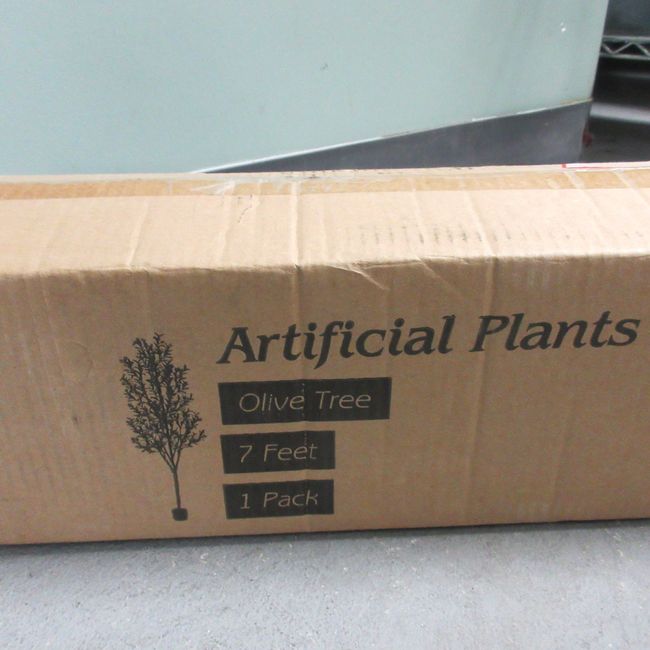 Artificial Plants
Olive Tree
7 Feet
1 Pack